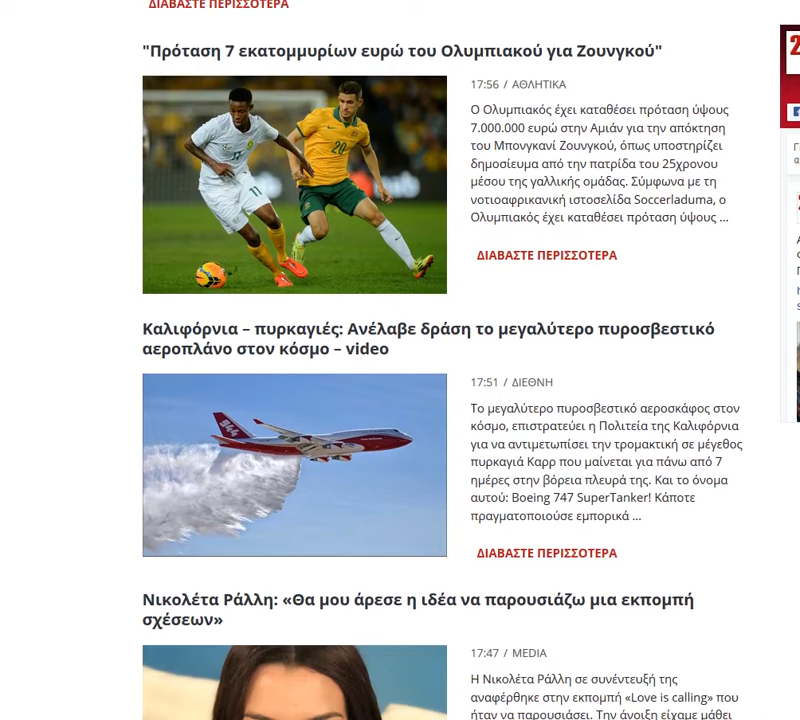 ΔΙΑΒΑΣΤΕ ΠΕΡΙΣΣΟΤΕΡΑ
"Πρόταση 7 εκατομμυρίων ευρώ του Ολυμπιακού για Ζουνγκού"
17:56 / ΑΘΛΗΤΙΚΑ
Ο Ολυμπιακός έχει καταθέσει πρόταση ύψους
7.000.000 ευρώ στην Αμιάν για την απόκτηση
του Μπονγκανί Ζουνγκού, όπως υποστηρίζει
δημοσίευμα από την πατρίδα του 25χρονου
μέσου της γαλλικής ομάδας. Σύμφωνα με τη
νοτιοαφρικανική ιστοσελίδα Soccerladuma, ο
Ολυμπιακός έχει καταθέσει πρόταση ύψους ...
ΔΙΑΒΑΣΤΕ ΠΕΡΙΣΣΟΤΕΡΑ
Καλιφόρνια – πυρκαγιές: Ανέλαβε δράση το μεγαλύτερο πυροσβεστικό
αεροπλάνο στον κόσμο – video
17:51 / ΔΙΕΘΝΗ
Το μεγαλύτερο πυροσβεστικό αεροσκάφος στον
κόσμο, επιστρατεύει η Πολιτεία της Καλιφόρνια
για να αντιμετωπίσει την τρομακτική σε μέγεθος
πυρκαγιά Καρρ που μαίνεται για πάνω από 7
ημέρες στην βόρεια πλευρά της. Και το όνομα
αυτού: Boeing 747 SuperTanker! Κάποτε
πραγματοποιούσε εμπορικά ...
ΔΙΑΒΑΣΤΕ ΠΕΡΙΣΣΟΤΕΡΑ
Νικολέτα Ράλλη: «Θα μου άρεσε η ιδέα να παρουσιάζω μια εκπομπή
σχέσεων»
17:47 / MEDIA
Η Νικολέτα Ράλλη σε συνέντευξή της
αναφέρθηκε στην εκπομπή «Love is calling» που
ήταν να παρουσιάσει. Την άνοιξη είχαμε μάθει